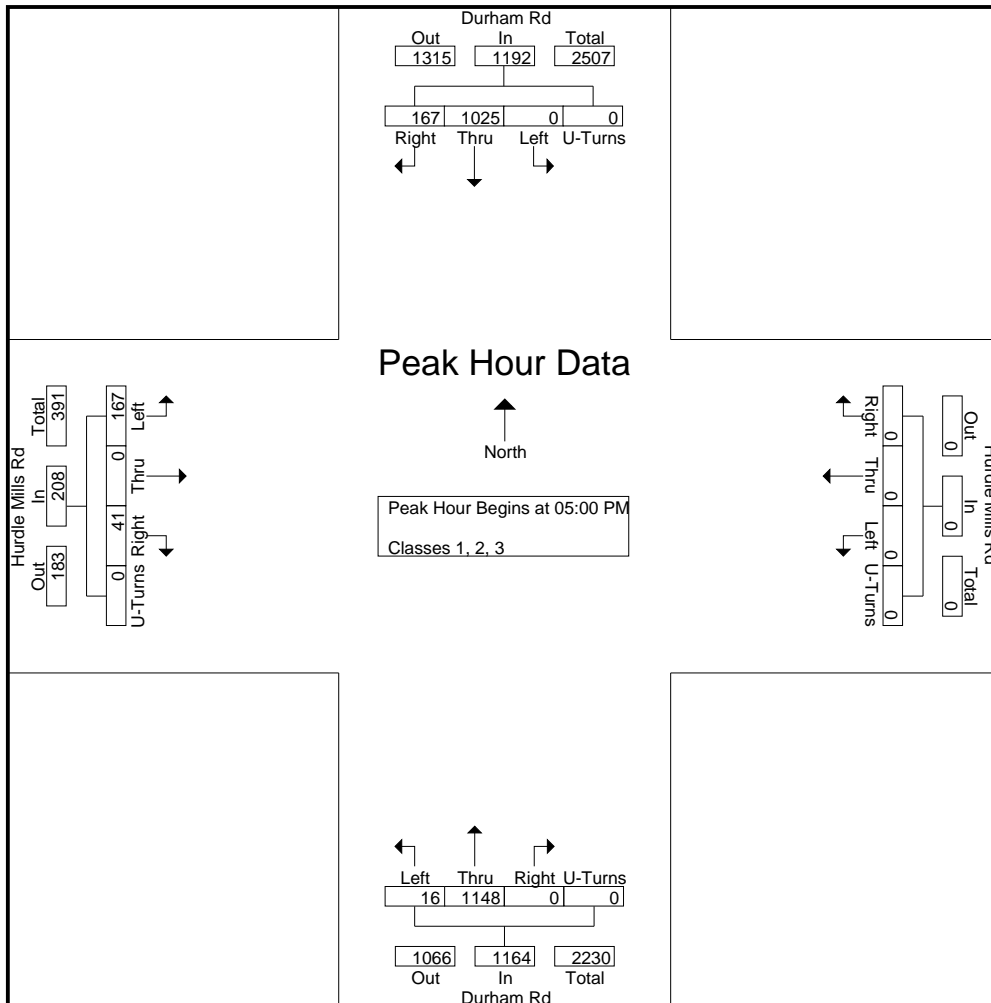 Durham Rd
Out In Total
1315 1192 2507
167 1025 0 0
Right Thru Left U-Turns
Peak Hour Data
North
Peak Hour Begins at 05:00 PM
Classes 1, 2, 3
Hurdle Mills Rd
Out In Total
183 208 391
0 41 0 167
U-Turns Right Thru Left
Hurdle Mills Rd
Out In Total
0 0 0
0 0 0 0
Right Thru Left U-Turns
Left Thru Right U-Turns
16 1148 0 0
1066 1164 2230
Out In Total
Durham Rd